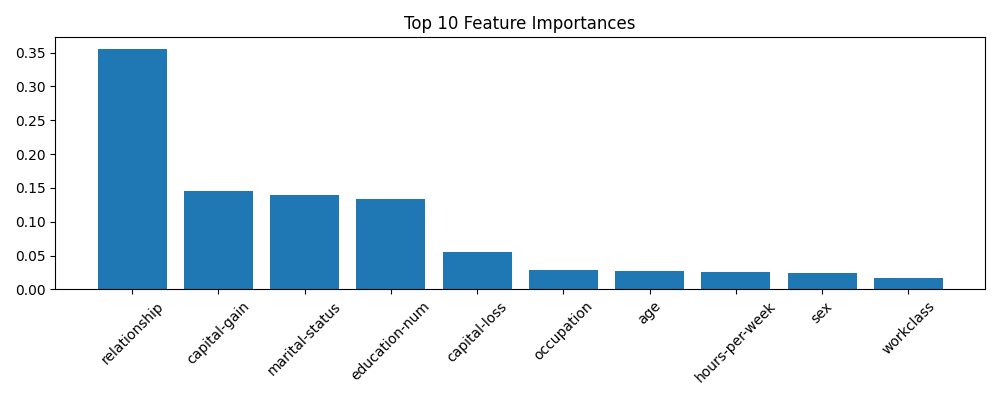 Top 10 Feature Importances
0.35
0.30
0.25
0.20
0.15
0.10
0.05
0.00
relationship
capital-gain
marital-status
education-num
capital-loss
occupation
age
hours-per-week
sex
workclass